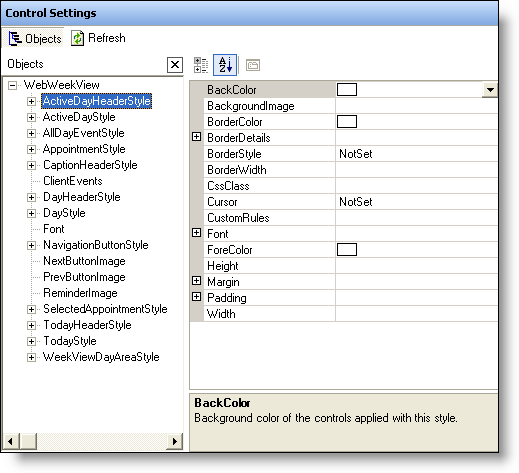 Control Settings
Objects Refresh
Objects
WebWeekView
ActiveDayHeaderStyle
ActiveDayStyle
AllDayEventStyle
AppointmentStyle
CaptionHeaderStyle
ClientEvents
DayHeaderStyle
DayStyle
Font
NavigationButtonStyle
NextButtonImage
PrevButtonImage
ReminderImage
SelectedAppointmentStyle
TodayHeaderStyle
TodayStyle
WeekViewDayAreaStyle
BackColor
BackgroundImage
BorderColor
BorderDetails
BorderStyle NotSet
BorderWidth
CssClass
Cursor NotSet
CustomRules
Font
ForeColor
Height
Margin
Padding
Width
BackColor
Background color of the controls applied with this style.